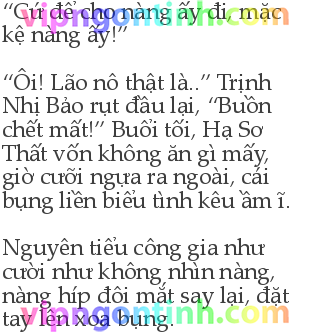 “Cứ để cho nàng ấy đi, mặc
kệ nàng ấy!”
“Ôi! Lão nô thật là..” Trịnh
Nhị Bảo rụt đầu lại, “Buồn
chết mất!” Buổi tối, Hạ Sơ
Thất vốn không ăn gì mấy,
giờ cưỡi ngựa ra ngoài, cái
bụng liền biểu tình kêu ầm ĩ.
Nguyên tiểu công gia như
cười như không nhìn nàng,
nàng híp đôi mắt say lại, đặt
tay lên xoa bụng.
vipngontinh.com
vipngontinh.com